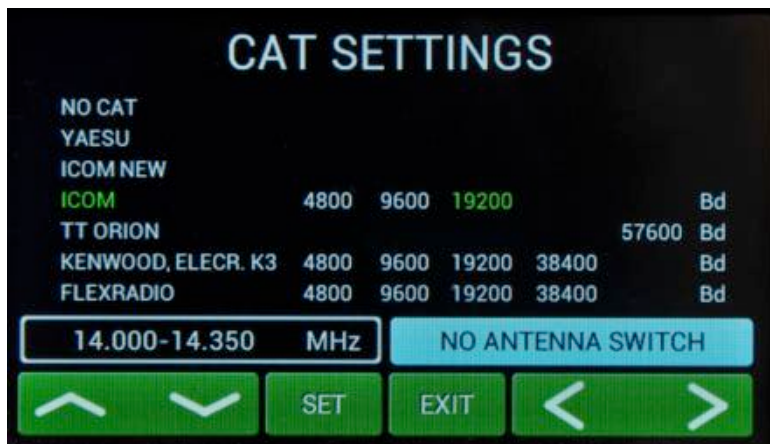 CAT SETTINGS
NO CAT
YAESU
ICOM NEW
ICOM 4800 9600 19200 Bd
TT ORION 57600 Bd
KENWOOD, ELECR. K3 4800 9600 19200 38400 Bd
FLEXRADIO 4800 9600 19200 38400 Bd
14.000-14.350 MHz NO ANTENNA SWITCH
SET EXIT